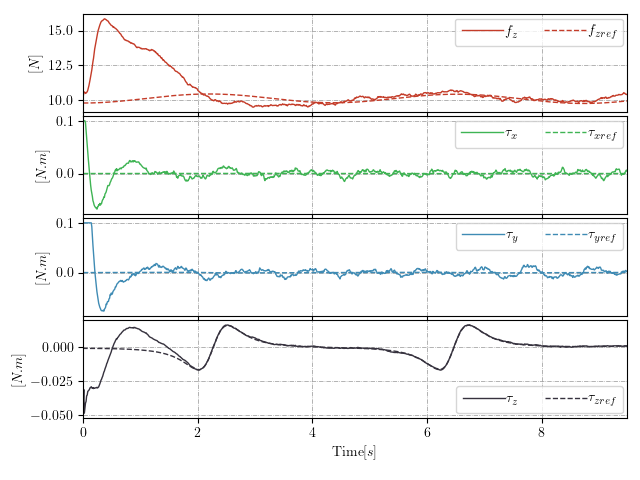 15.0
12.5
10.0
[N]
f_z
f_zref
0.1
0.0
[N.m]
τ_x
τ_xref
0.1
0.0
[N.m]
τ_y
τ_yref
0.000
−0.025
−0.050
[N.m]
τ_z
τ_zref
0 2 4 6 8
Time[s]